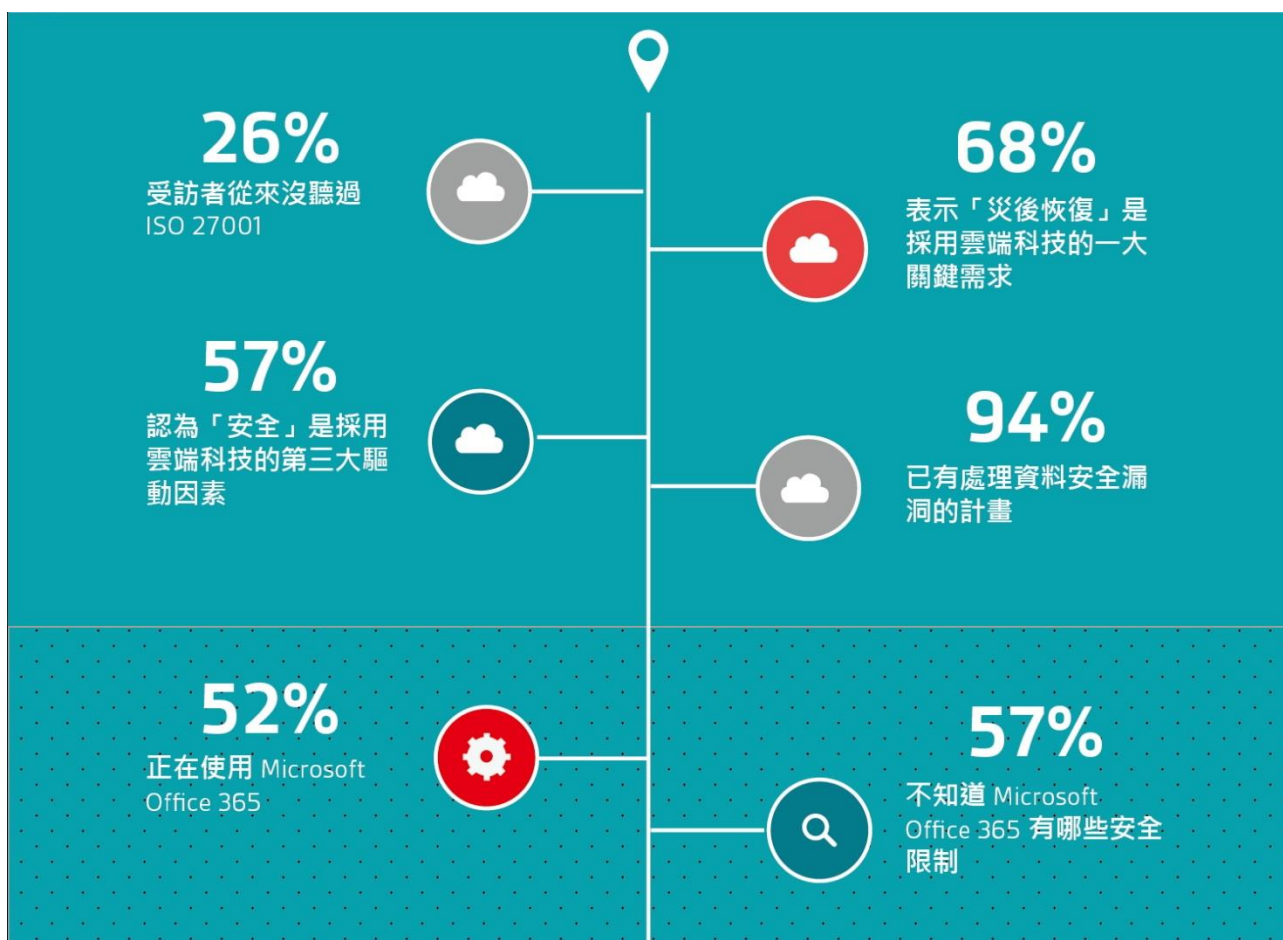 26%
受訪者從來沒聽過
ISO 27001
68%
表示「災後恢復」是
採用雲端科技的一大
關鍵需求
57%
認為「安全」是採用
雲端科技的第三大驅
動因素
94%
已有處理資料安全漏
洞的計畫
52%
正在使用 Microsoft
Office 365
57%
不知道 Microsoft
Office 365 有哪些安全
限制